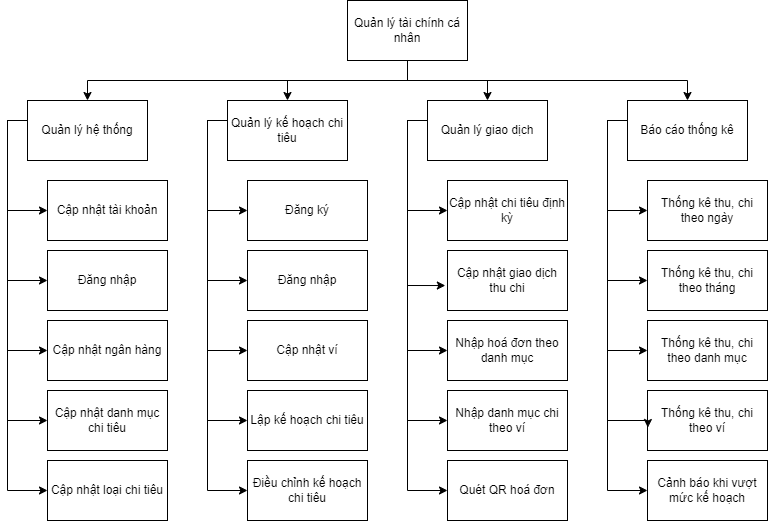 Quản lý tài chính cá
nhân
Quản lý hệ thống
Quản lý kế hoạch chi
tiêu
Quản lý giao dịch
Báo cáo thống kê
Cập nhật tài khoản
Đăng ký
Cập nhật chi tiêu định
kỳ
Thống kê thu, chi
theo ngày
Đăng nhập
Đăng nhập
Cập nhật giao dịch
thu chi
Thống kê thu, chi
theo tháng
Cập nhật ngân hàng
Cập nhật ví
Nhập hoá đơn theo
danh mục
Thống kê thu, chi
theo danh mục
Cập nhật danh mục
chi tiêu
Lập kế hoạch chi tiêu
Nhập danh mục chi
theo ví
Thống kê thu, chi
theo ví
Cập nhật loại chi tiêu
Điều chỉnh kế hoạch
chi tiêu
Quét QR hoá đơn
Cảnh báo khi vượt
mức kế hoạch